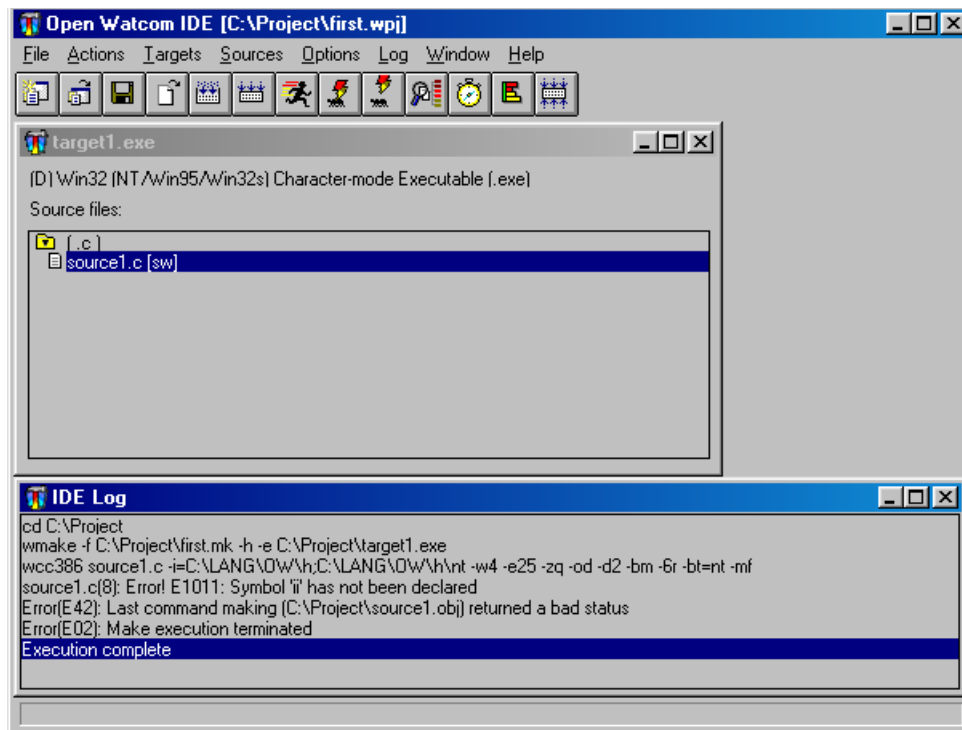 Open Watcom IDE [C:\Project\first.wpj]
File Actions Targets Sources Options Log Window Help
target1.exe
(D) Win32 (NT/Win95/Win32s) Character-mode Executable (.exe)
Source files:
( .c )
source1.c [sw]
IDE Log
cd C:\Project
wmake -f C:\Project\first.mk -h -e C:\Project\target1.exe
wcc386 source1.c -i=C:\LANG\OW\h;C:\LANG\OW\h\nt -w4 -e25 -zq -od -d2 -bm -6r -bt=nt -mf
source1.c(8): Error! E1011: Symbol 'ii' has not been declared
Error(E42): Last command making (C:\Project\source1.obj) returned a bad status
Error(E02): Make execution terminated
Execution complete